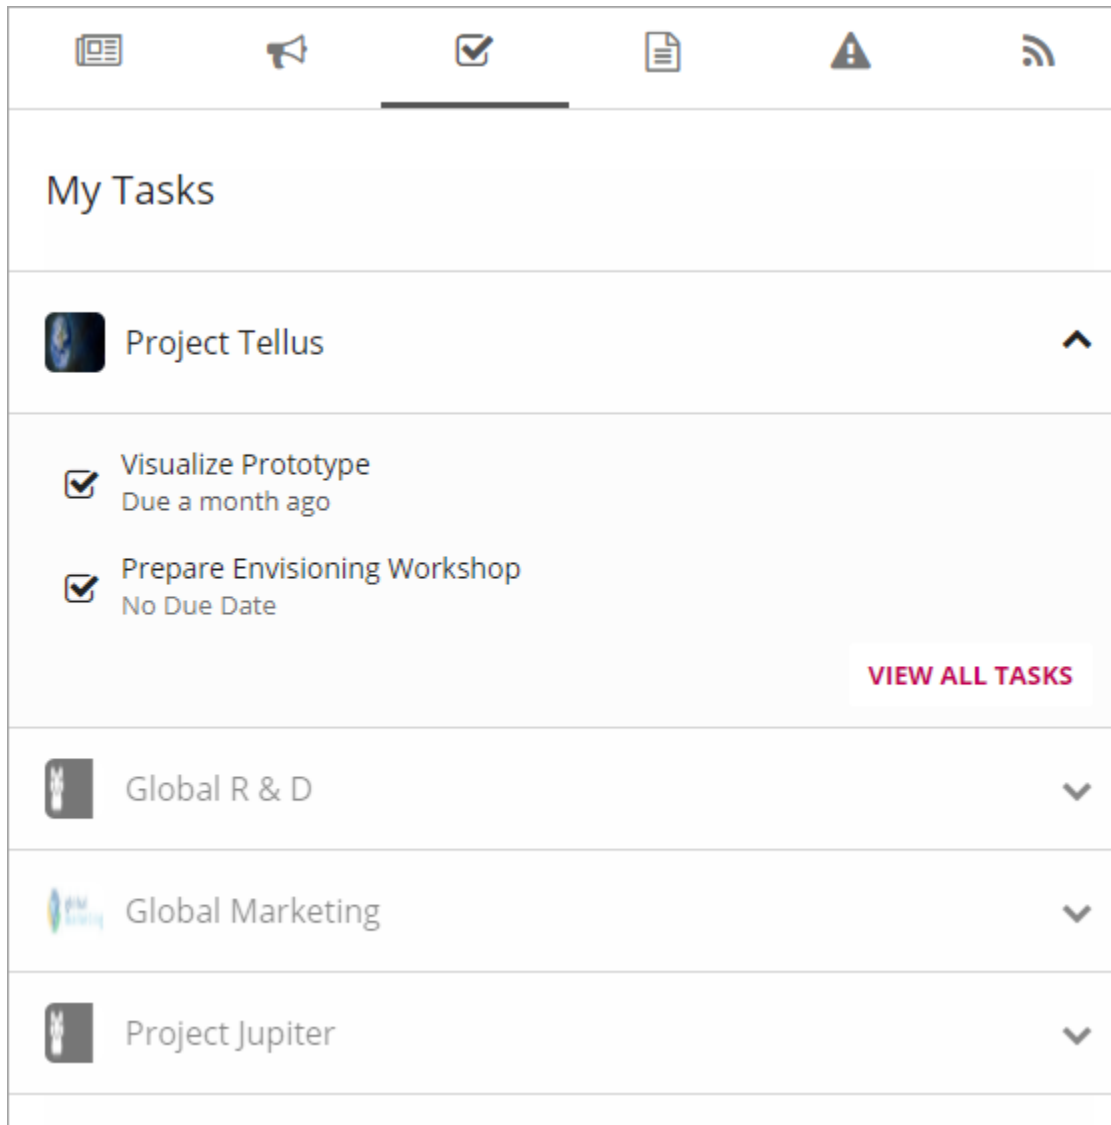 My Tasks
Project Tellus
Visualize Prototype
Due a month ago
Prepare Envisioning Workshop
No Due Date
VIEW ALL TASKS
Global R & D
Global Marketing
Project Jupiter